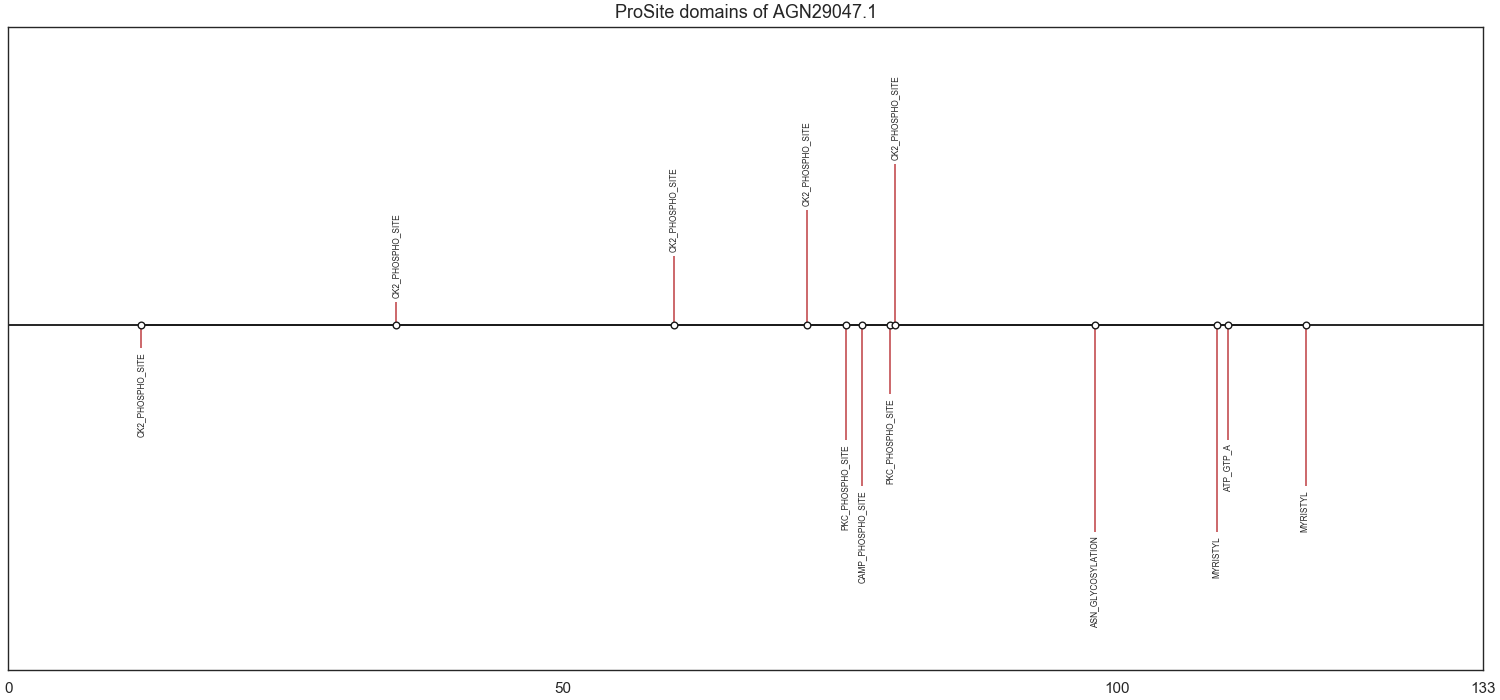 ProSite domains of AGN29047.1
CK2_PHOSPHO_SITE
CK2_PHOSPHO_SITE
CK2_PHOSPHO_SITE
CK2_PHOSPHO_SITE
PKC_PHOSPHO_SITE
CAMP_PHOSPHO_SITE
PKC_PHOSPHO_SITE
CK2_PHOSPHO_SITE
ASN_GLYCOSYLATION
MYRISTYL
ATP_GTP_A
MYRISTYL
0
50
100
133